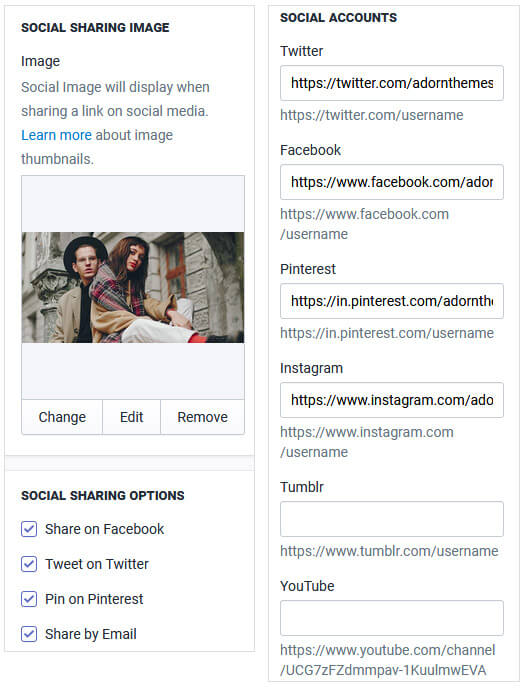 SOCIAL SHARING IMAGE
Image
Social Image will display when
sharing a link on social media.
Learn more about image
thumbnails.
Change
Edit
Remove
SOCIAL SHARING OPTIONS
Share on Facebook
Tweet on Twitter
Pin on Pinterest
Share by Email
SOCIAL ACCOUNTS
Twitter
https://twitter.com/adornthemes
https://twitter.com/username
Facebook
https://www.facebook.com/ador
https://www.facebook.com
/username
Pinterest
https://in.pinterest.com/adornthe
https://in.pinterest.com/username
Instagram
https://www.instagram.com/ado
https://www.instagram.com
/username
Tumblr
https://www.tumblr.com/username
YouTube
https://www.youtube.com/channel
/UCG7zFZdmmpav-1KuulmwEVA